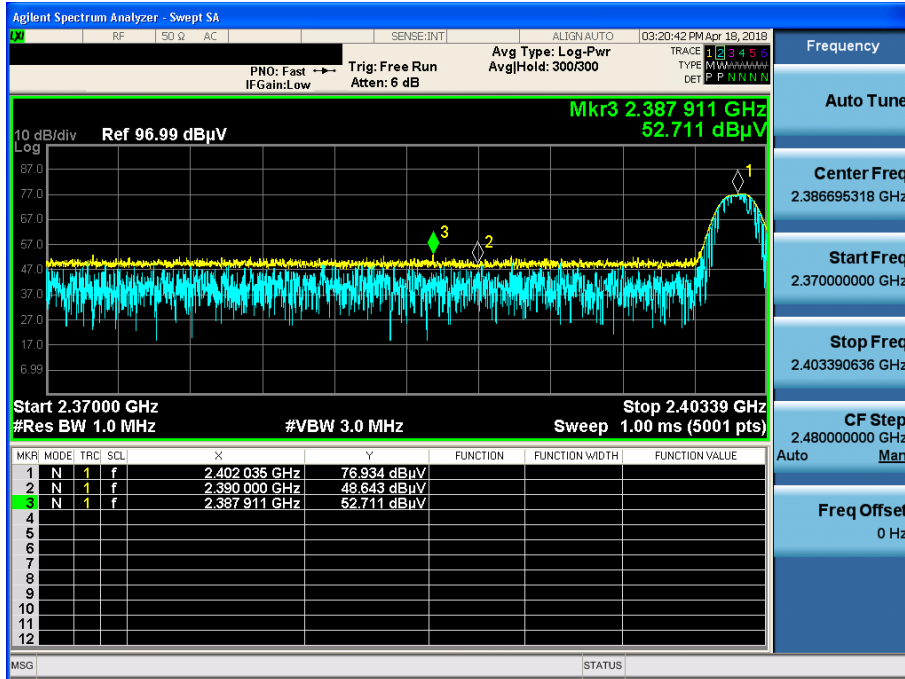 Agilent Spectrum Analyzer - Swept SA
LXI RF 50 Ω AC SENSE:INT ALIGN AUTO 03:20:42 PM Apr 18, 2018
PNO: Fast Trig: Free Run Avg Type: Log-Pwr TRACE 1 2 3 4 5 6
IFGain:Low Atten: 6 dB Avg|Hold: 300/300 TYPE M W
DET P P N N N N
Mkr3 2.387 911 GHz
52.711 dBµV
10 dB/div Ref 96.99 dBµV
Log
87.0
77.0
67.0
57.0
47.0
37.0
27.0
17.0
6.99
1
2
3
Start 2.37000 GHz Stop 2.40339 GHz
#Res BW 1.0 MHz #VBW 3.0 MHz Sweep 1.00 ms (5001 pts)
MKR MODE TRC SCL X Y FUNCTION FUNCTION WIDTH FUNCTION VALUE
1 N 1 f 2.402 035 GHz 76.934 dBµV
2 N 1 f 2.390 000 GHz 48.643 dBµV
3 N 1 f 2.387 911 GHz 52.711 dBµV
4
5
6
7
8
9
10
11
12
MSG STATUS
Frequency
Auto Tune
Center Freq
2.386695318 GHz
Start Freq
2.370000000 GHz
Stop Freq
2.403390636 GHz
CF Step
2.480000000 GHz
Auto Man
Freq Offset
0 Hz